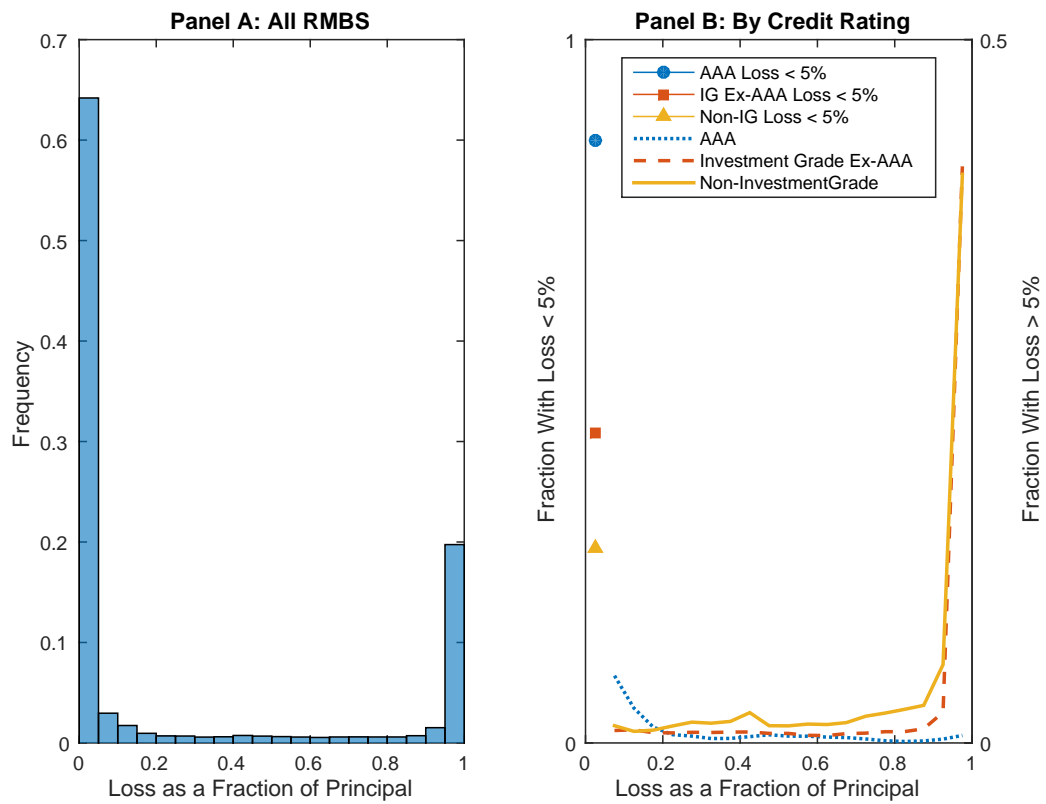 Panel A: All RMBS
0.7
0.6
0.5
0.4
0.3
0.2
0.1
0
Frequency
0 0.2 0.4 0.6 0.8 1
Loss as a Fraction of Principal
Panel B: By Credit Rating
1
0
Fraction With Loss < 5%
AAA Loss < 5%
IG Ex-AAA Loss < 5%
Non-IG Loss < 5%
AAA
Investment Grade Ex-AAA
Non-InvestmentGrade
0.5
0
Fraction With Loss > 5%
0 0.2 0.4 0.6 0.8 1
Loss as a Fraction of Principal